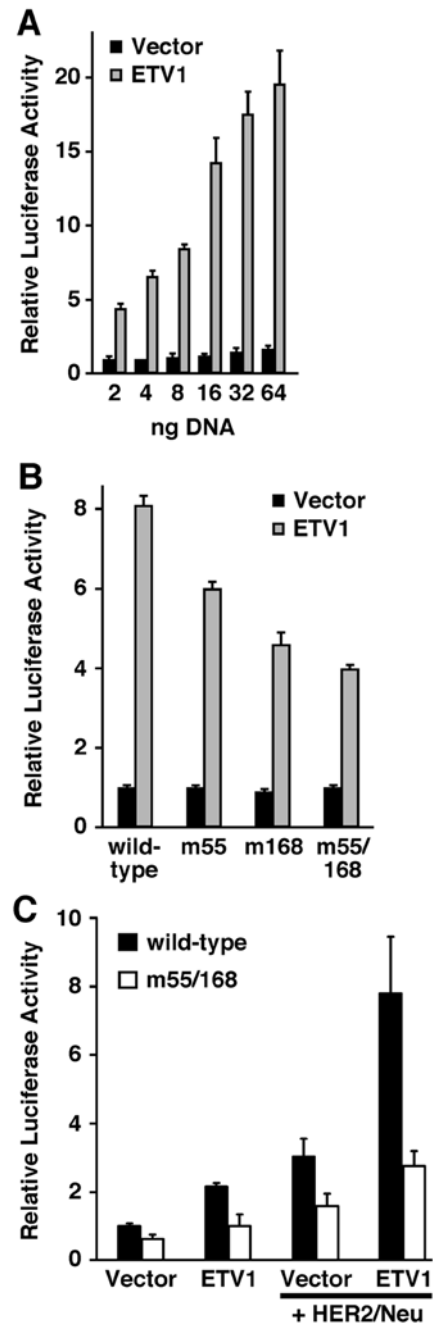 A
Vector
ETV1
Relative Luciferase Activity
20
15
10
5
0
2 4 8 16 32 64
ng DNA
B
Vector
ETV1
Relative Luciferase Activity
8
6
4
2
0
wild-type m55 m168 m55/168
C
wild-type
m55/168
Relative Luciferase Activity
10
8
6
4
2
0
Vector ETV1 Vector ETV1
+ HER2/Neu